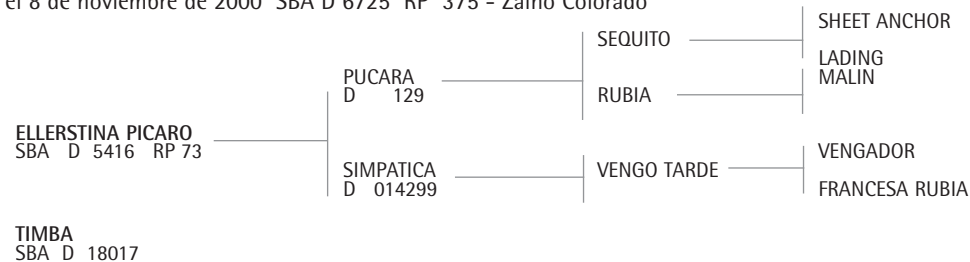 el 8 de noviembre de 2000 SBA D 6725 RP 375 - Zaino Colorado
SHEET ANCHOR
SEQUITO
LADING
PUCARA
MALIN
D 129
RUBIA
ELLERSTINA PICARO
SBA D 5416 RP 73
VENGADOR
SIMPATICA
VENGO TARDE
D 014299
FRANCESA RUBIA
TIMBA
SBA D 18017